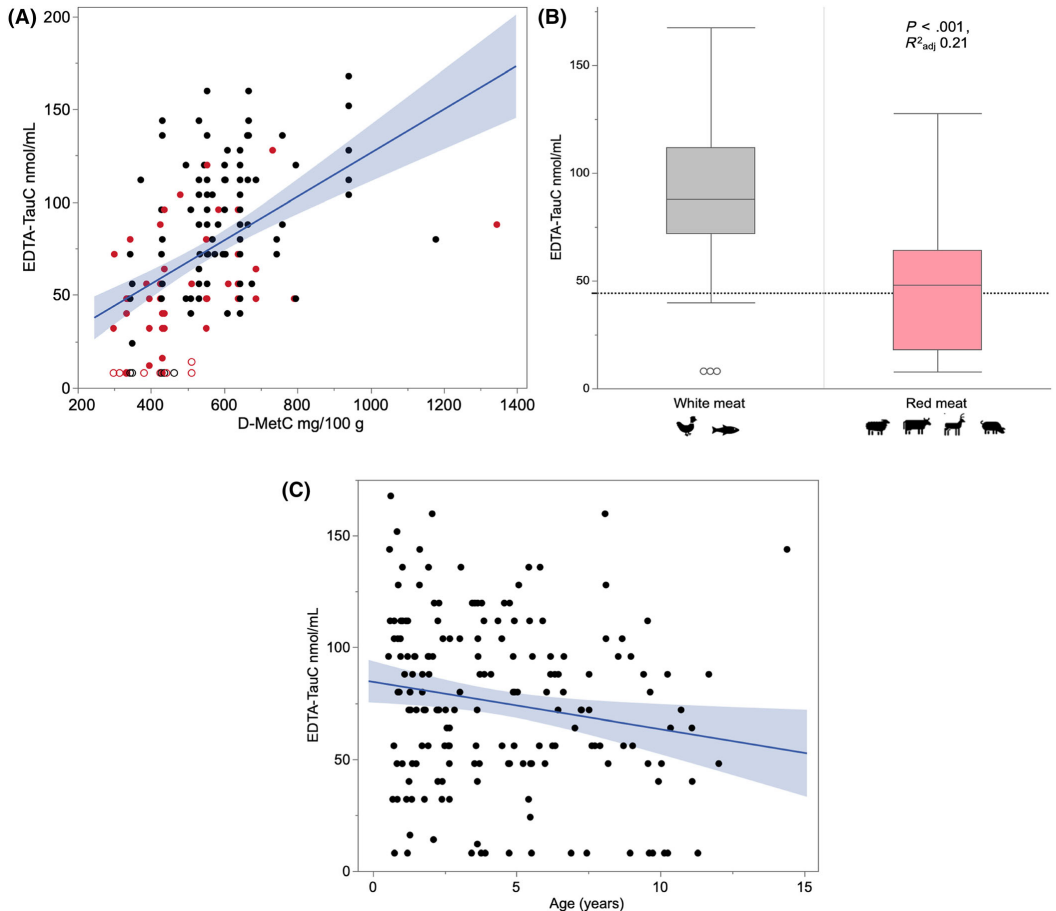 (A)
200
150
100
50
0
EDTA-TauC nmol/mL
200
400
600
800
1000
1200
1400
D-MetC mg/100 g
(B)
P < .001,
R²adj 0.21
150
100
50
0
EDTA-TauC nmol/mL
White meat
Red meat
(C)
150
100
50
0
EDTA-TauC nmol/mL
0
5
10
15
Age (years)